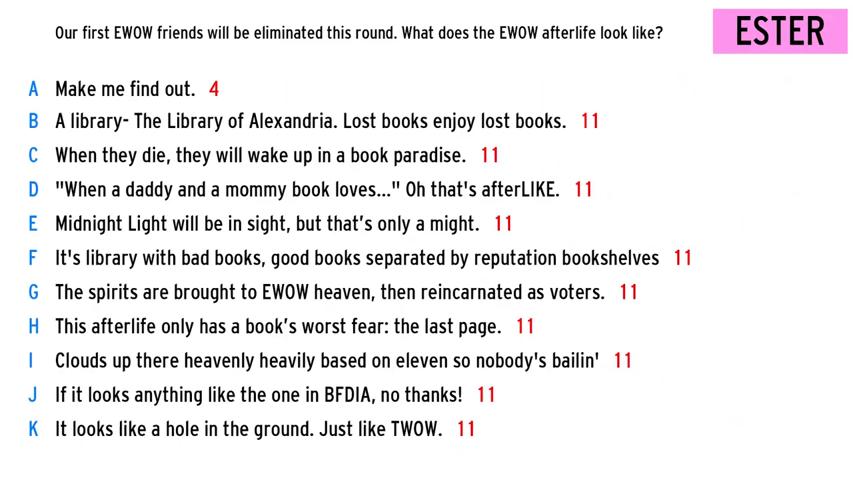 Our first EWOW friends will be eliminated this round. What does the EWOW afterlife look like?
ESTER
A Make me find out. 4
B A library- The Library of Alexandria. Lost books enjoy lost books. 11
C When they die, they will wake up in a book paradise. 11
D "When a daddy and a mommy book loves..." Oh that's afterLIKE. 11
E Midnight Light will be in sight, but that’s only a might. 11
F It's library with bad books, good books separated by reputation bookshelves 11
G The spirits are brought to EWOW heaven, then reincarnated as voters. 11
H This afterlife only has a book’s worst fear: the last page. 11
I Clouds up there heavenly heavily based on eleven so nobody's bailin' 11
J If it looks anything like the one in BFDIA, no thanks! 11
K It looks like a hole in the ground. Just like TWOW. 11